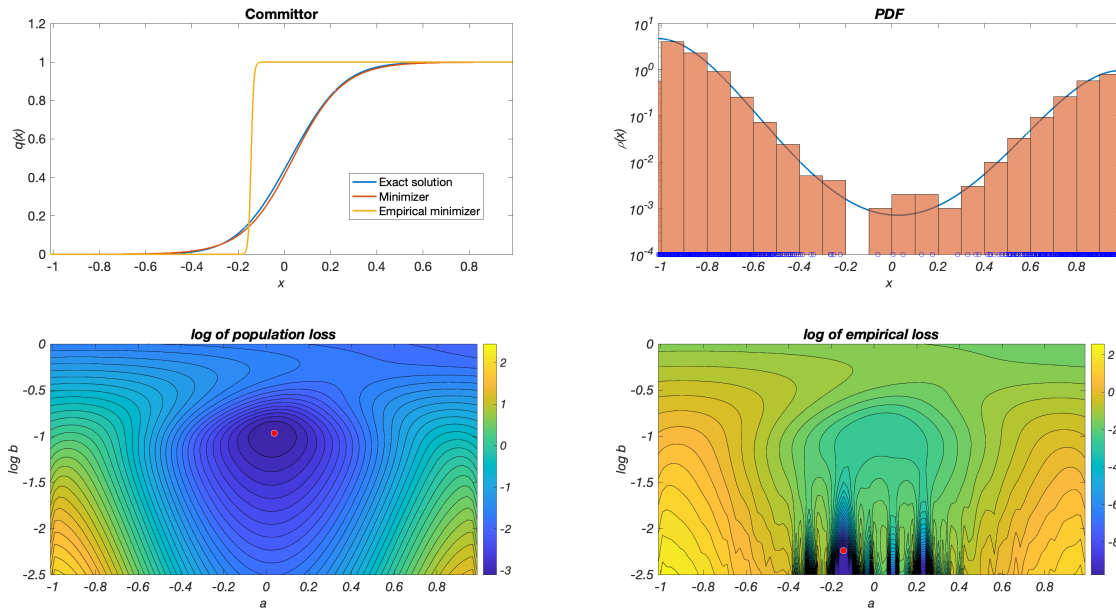 Committor
1.2
1
0.8
0.6
0.4
0.2
0
q(x)
-1 -0.8 -0.6 -0.4 -0.2 0 0.2 0.4 0.6 0.8
x
Exact solution
Minimizer
Empirical minimizer
PDF
10^1
10^0
10^-1
10^-2
10^-3
10^-4
ρ(x)
-1 -0.8 -0.6 -0.4 -0.2 0 0.2 0.4 0.6 0.8
x
log of population loss
0
-0.5
-1
-1.5
-2
-2.5
log b
-1 -0.8 -0.6 -0.4 -0.2 0 0.2 0.4 0.6 0.8
a
2
1
0
-1
-2
-3
log of empirical loss
0
-0.5
-1
-1.5
-2
-2.5
log b
-1 -0.8 -0.6 -0.4 -0.2 0 0.2 0.4 0.6 0.8
a
2
0
-2
-4
-6
-8